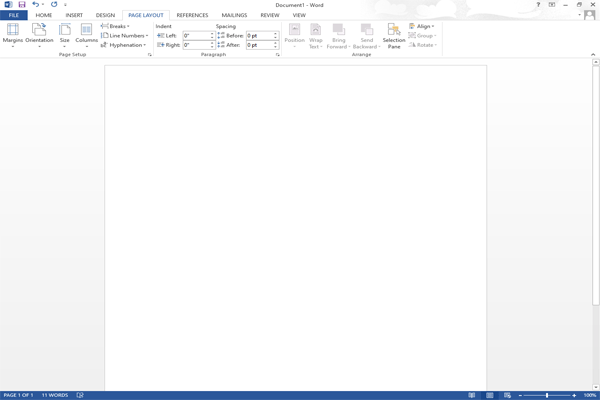 Document1 - Word
FILE HOME INSERT DESIGN PAGE LAYOUT REFERENCES MAILINGS REVIEW VIEW
Margins Orientation Size Columns
Breaks
Line Numbers
Hyphenation
Page Setup
Indent
Left: 0"
Right: 0"
Spacing
Before: 0 pt
After: 0 pt
Paragraph
Position
Wrap
Text
Bring
Forward
Send
Backward
Selection
Pane
Align
Group
Rotate
Arrange
PAGE 1 OF 1 11 WORDS 100%